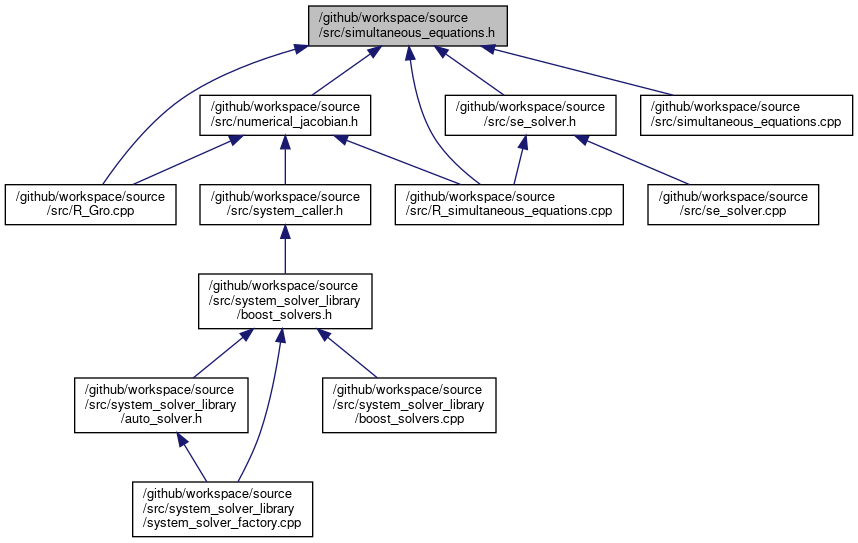 /github/workspace/source
/src/simultaneous_equations.h
/github/workspace/source
/src/numerical_jacobian.h
/github/workspace/source
/src/se_solver.h
/github/workspace/source
/src/simultaneous_equations.cpp
/github/workspace/source
/src/R_Gro.cpp
/github/workspace/source
/src/system_caller.h
/github/workspace/source
/src/R_simultaneous_equations.cpp
/github/workspace/source
/src/se_solver.cpp
/github/workspace/source
/src/system_solver_library
/boost_solvers.h
/github/workspace/source
/src/system_solver_library
/auto_solver.h
/github/workspace/source
/src/system_solver_library
/boost_solvers.cpp
/github/workspace/source
/src/system_solver_library
/system_solver_factory.cpp